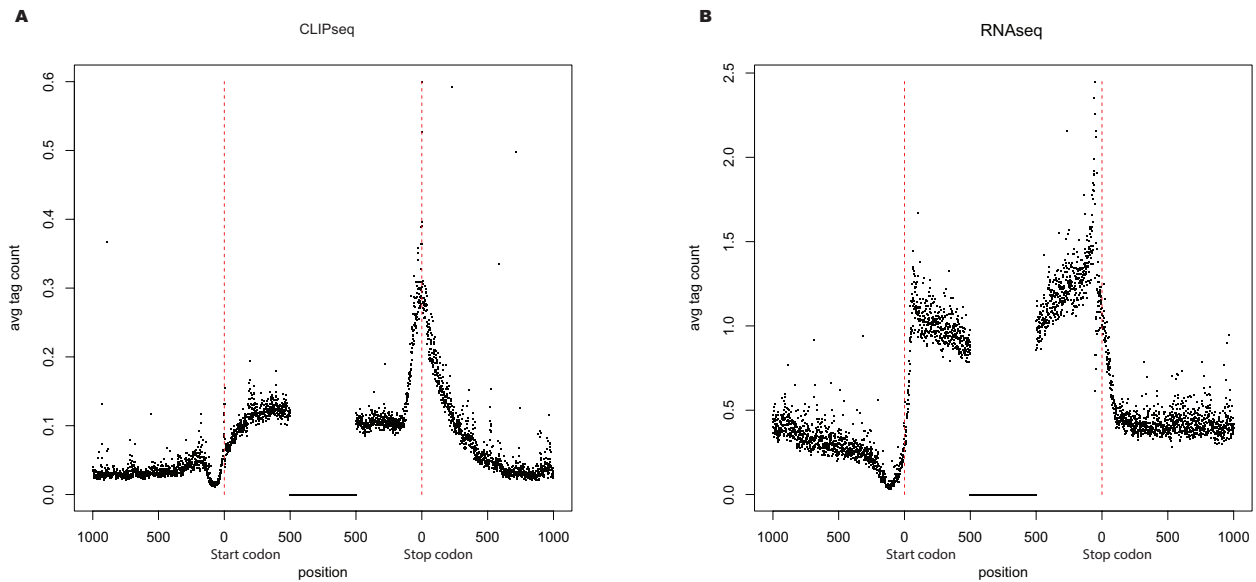 A
CLIPseq
avg tag count
0.6
0.5
0.4
0.3
0.2
0.1
0.0
1000 500 0 500 500 0 500 1000
Start codon Stop codon
position
B
RNAseq
avg tag count
2.5
2.0
1.5
1.0
0.5
0.0
1000 500 0 500 500 0 500 1000
Start codon Stop codon
position